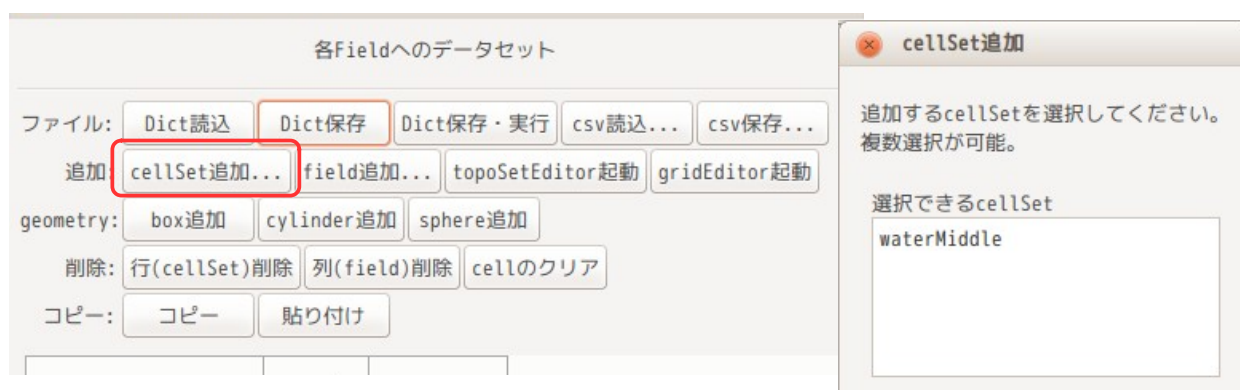 各Fieldへのデータセット
ファイル: Dict読込 Dict保存 Dict保存・実行 csv読込... csv保存...
追加: cellSet追加... field追加... topoSetEditor起動 gridEditor起動
geometry: box追加 cylinder追加 sphere追加
削除: 行(cellSet)削除 列(field)削除 cellのクリア
コピー: コピー 貼り付け
cellSet追加
追加するcellSetを選択してください。
複数選択が可能。
選択できるcellSet
waterMiddle